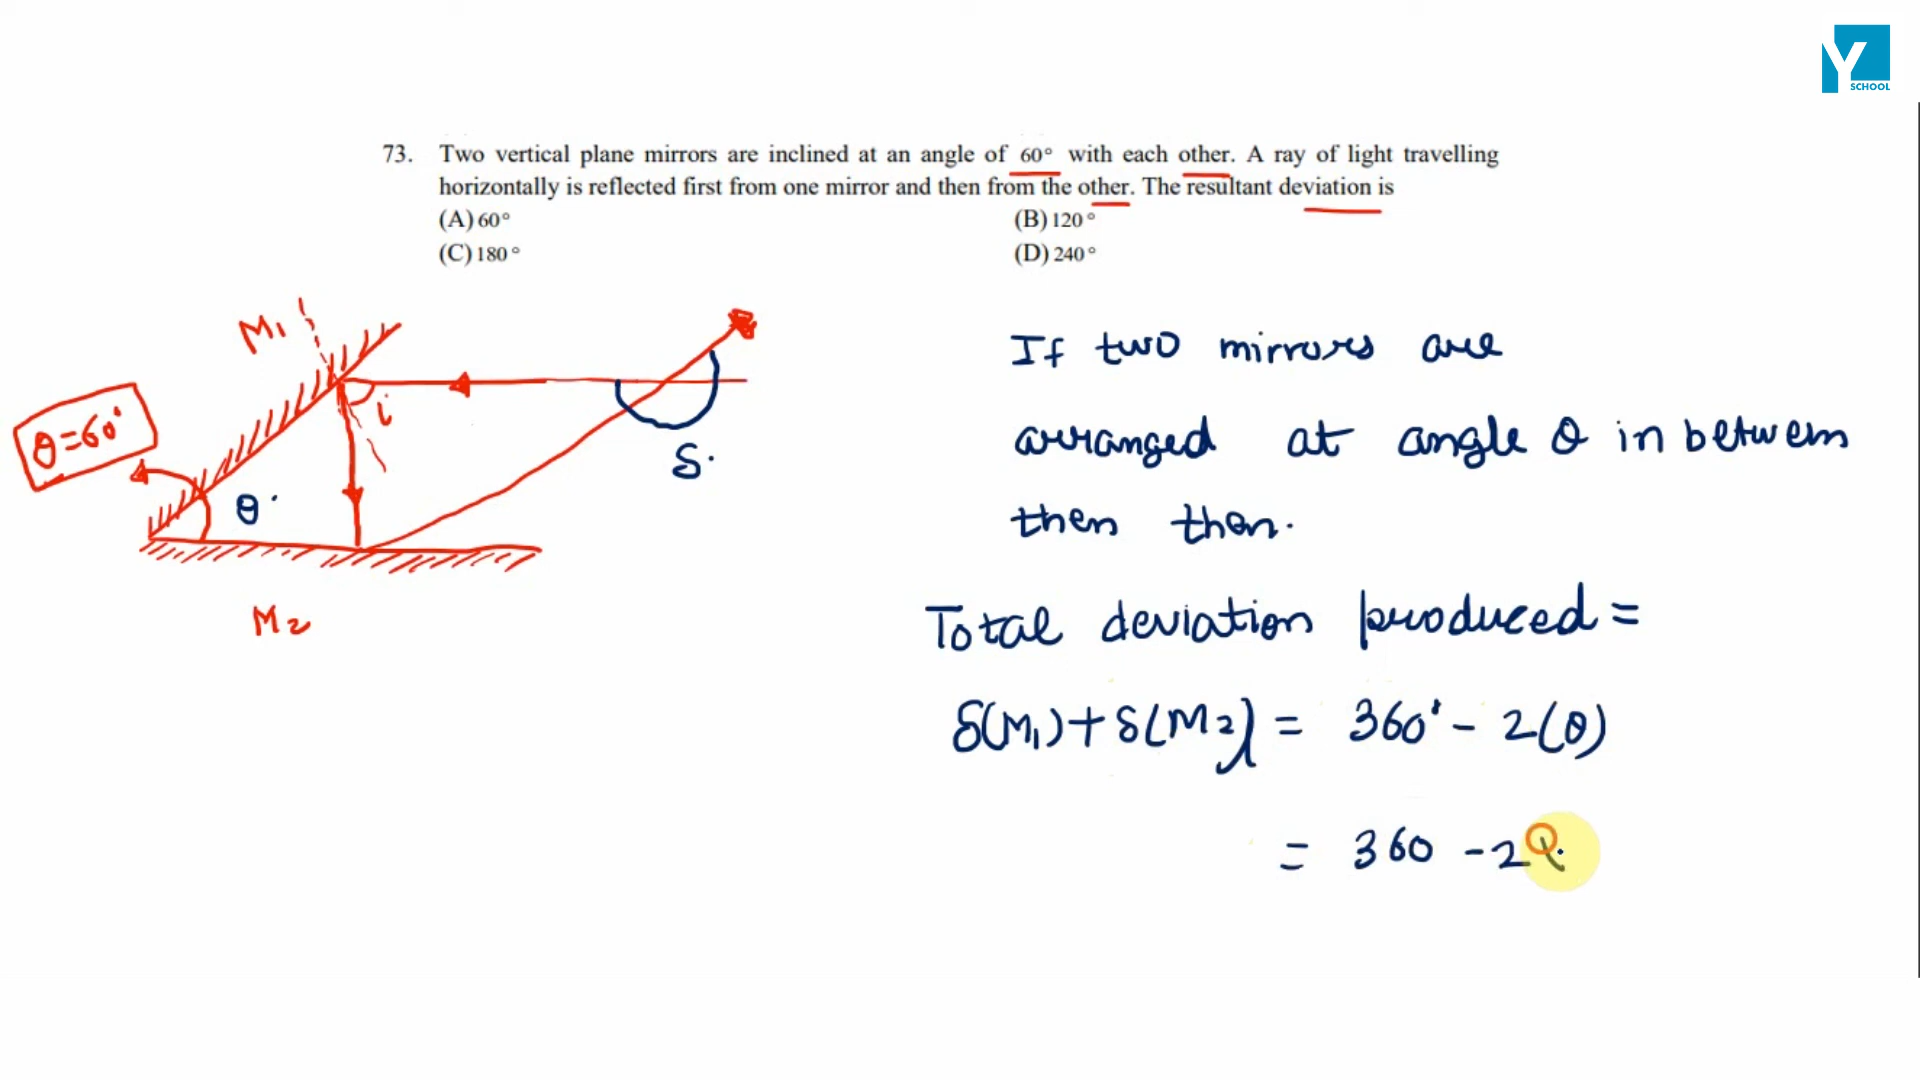 Y SCHOOL
73. Two vertical plane mirrors are inclined at an angle of 60° with each other. A ray of light travelling
horizontally is reflected first from one mirror and then from the other. The resultant deviation is
(A) 60° (B) 120°
(C) 180° (D) 240°
M1
θ=60°
i
δ.
θ
M2
If two mirrors are
arranged at angle θ in between
them then.
Total deviation produced =
δ(M1)+δ(M2) = 360° - 2(θ)
= 360 - 2